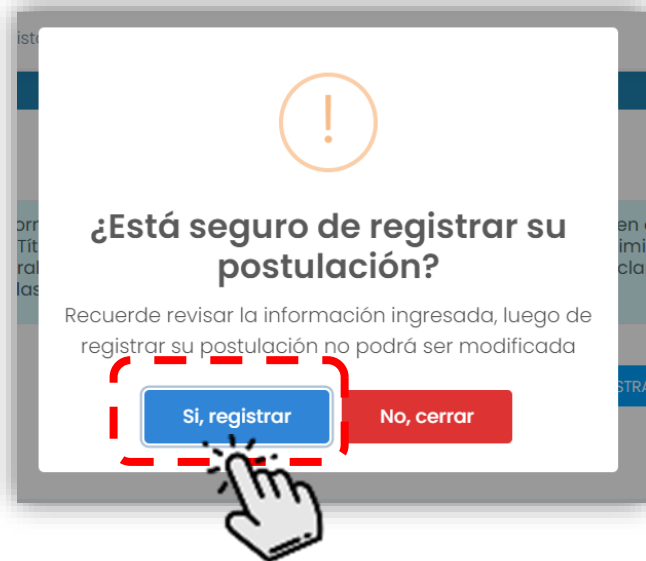 ¿Está seguro de registrar su
postulación?
Recuerde revisar la información ingresada, luego de
registrar su postulación no podrá ser modificada
Si, registrar
No, cerrar